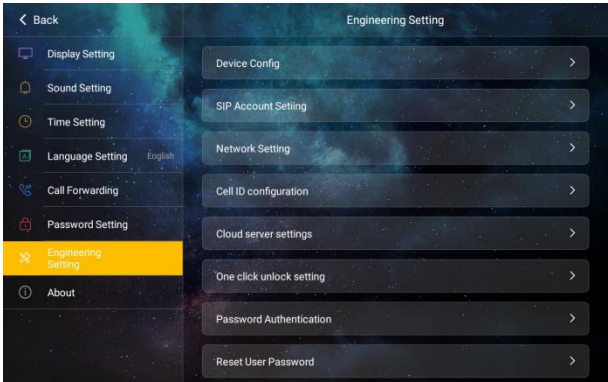 Back
Engineering Setting
Display Setting
Sound Setting
Time Setting
Language Setting English
Call Forwarding
Password Setting
Engineering
Setting
About
Device Config
SIP Account Setiing
Network Setting
Cell ID configuration
Cloud server settings
One click unlock setting
Password Authentication
Reset User Password